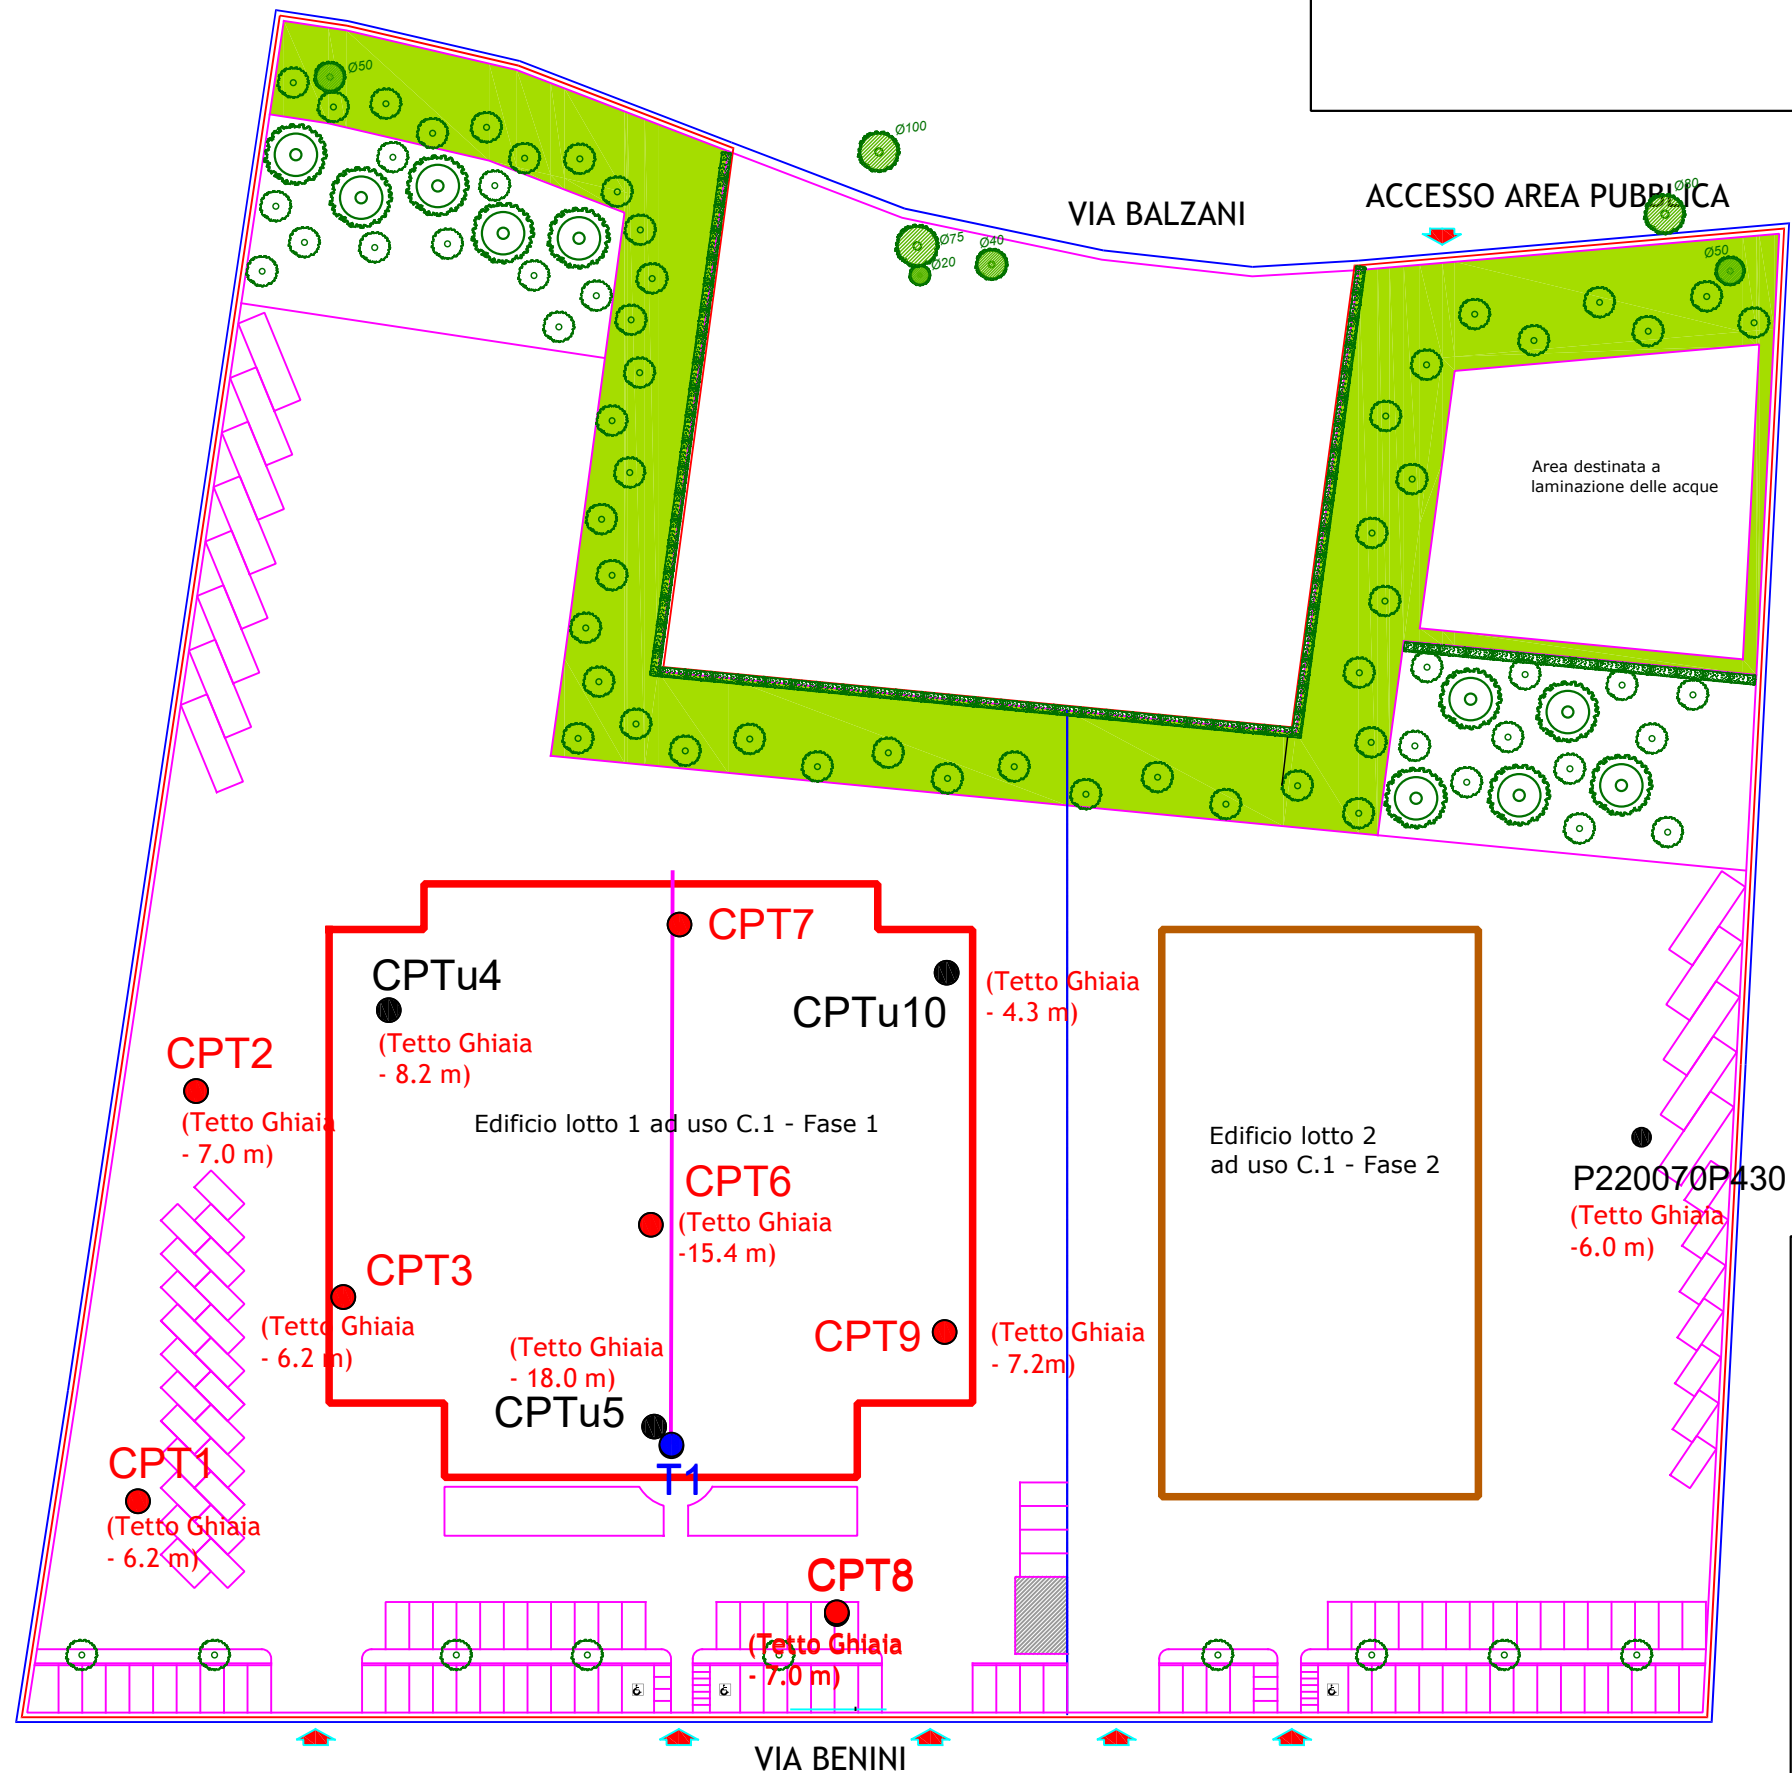 Ø50
Ø100
ACCESSO AREA PUBBLICA
Ø80
VIA BALZANI
Ø75
Ø40
Ø20
Ø50
Area destinata a
laminazione delle acque
CPT7
CPTu4
(Tetto Ghiaia
- 8.2 m)
CPTu10
(Tetto Ghiaia
- 4.3 m)
CPT2
(Tetto Ghiaia
- 7.0 m)
Edificio lotto 1 ad uso C.1 - Fase 1
Edificio lotto 2
ad uso C.1 - Fase 2
P220070P430
(Tetto Ghiaia
-6.0 m)
CPT6
(Tetto Ghiaia
-15.4 m)
CPT3
(Tetto Ghiaia
- 6.2 m)
CPT9
(Tetto Ghiaia
- 7.2m)
(Tetto Ghiaia
- 18.0 m)
CPTu5
T1
CPT1
(Tetto Ghiaia
- 6.2 m)
CPT8
(Tetto Ghiaia
- 7.0 m)
VIA BENINI